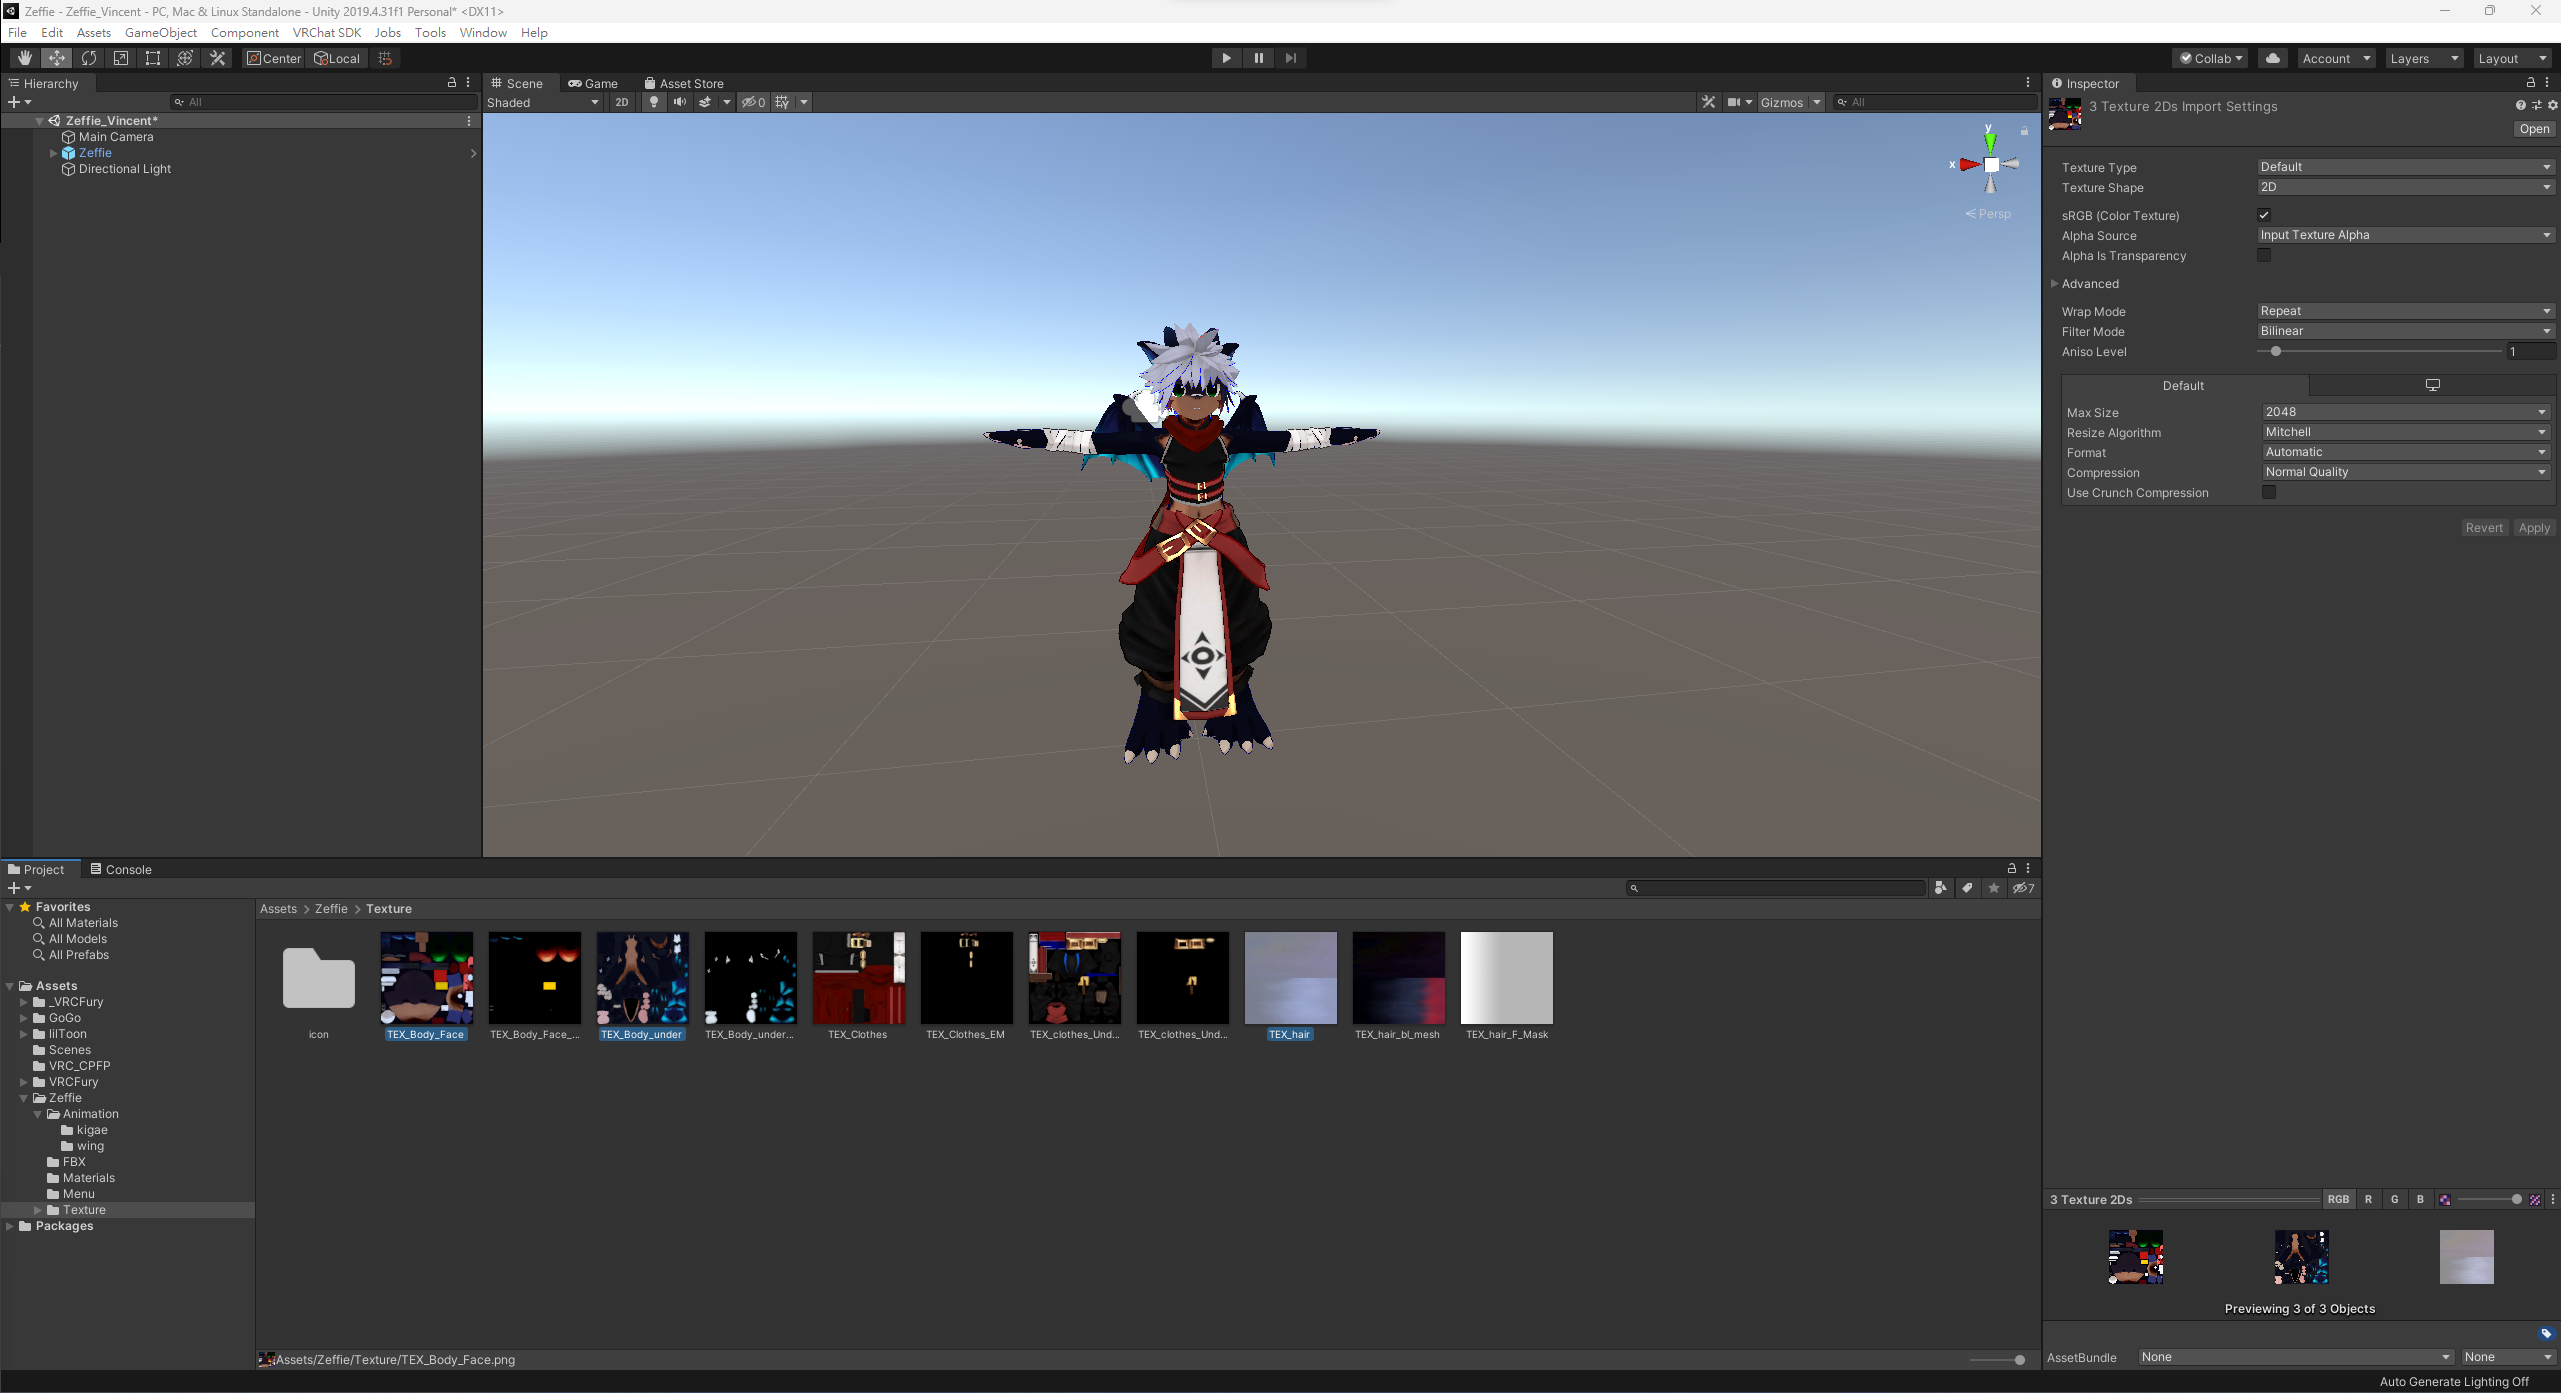 Zeffie - Zeffie_Vincent - PC, Mac & Linux Standalone - Unity 2019.4.31f1 Personal* <DX11>
File Edit Assets GameObject Component VRChat SDK Jobs Tools Window Help
Center Local Collab Account Layers Layout
Hierarchy
All
Zeffie_Vincent*
Main Camera
Zeffie
Directional Light
Scene Game Asset Store
Shaded 2D 0 Gizmos All
y
x
Persp
Inspector
3 Texture 2Ds Import Settings
Open
Texture Type Default
Texture Shape 2D
sRGB (Color Texture)
Alpha Source Input Texture Alpha
Alpha Is Transparency
Advanced
Wrap Mode Repeat
Filter Mode Bilinear
Aniso Level 1
Default
Max Size 2048
Resize Algorithm Mitchell
Format Automatic
Compression Normal Quality
Use Crunch Compression
Revert Apply
Project Console
7
Favorites
All Materials
All Models
All Prefabs
Assets
_VRCFury
GoGo
lilToon
Scenes
VRC_CPFP
VRCFury
Zeffie
Animation
kigae
wing
FBX
Materials
Menu
Texture
Packages
Assets > Zeffie > Texture
icon TEX_Body_Face TEX_Body_Face_... TEX_Body_under TEX_Body_under... TEX_Clothes TEX_Clothes_EM TEX_clothes_Und... TEX_clothes_Und... TEX_hair TEX_hair_bl_mesh TEX_hair_F_Mask
Assets/Zeffie/Texture/TEX_Body_Face.png
3 Texture 2Ds RGB R G B
Previewing 3 of 3 Objects
AssetBundle None None
Auto Generate Lighting Off